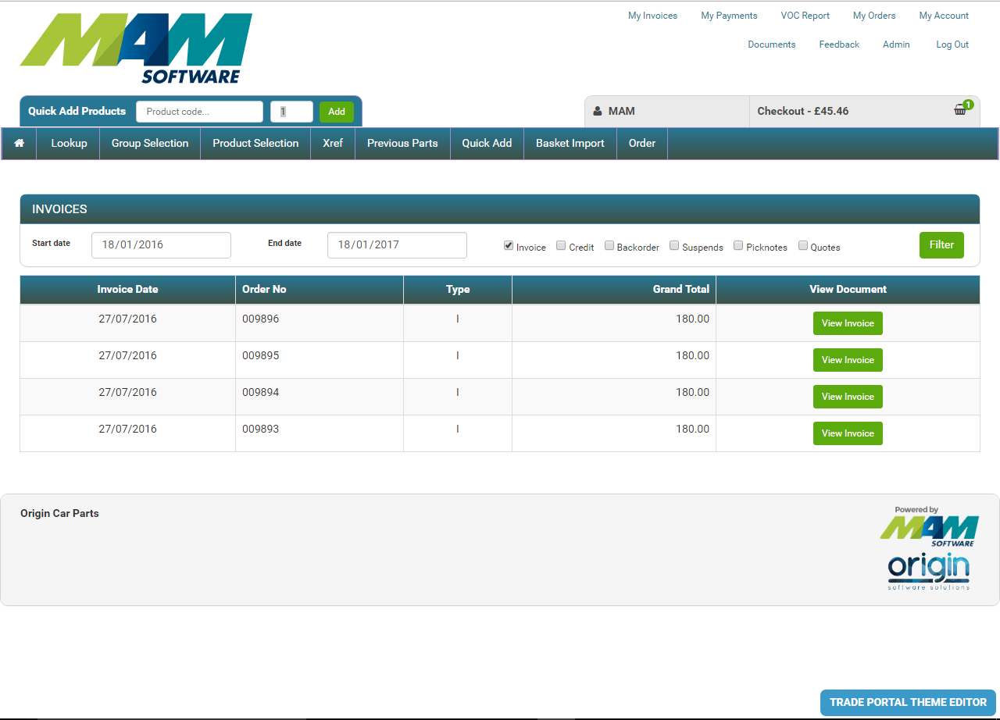 MAM
SOFTWARE
My Invoices My Payments VOC Report My Orders My Account
Documents Feedback Admin Log Out
Quick Add Products Product code... 1 Add
MAM Checkout - £45.46 1
Lookup Group Selection Product Selection Xref Previous Parts Quick Add Basket Import Order
INVOICES
Start date 18/01/2016 End date 18/01/2017 Invoice Credit Backorder Suspends Picknotes Quotes Filter
Invoice Date Order No Type Grand Total View Document
27/07/2016 009896 I 180.00 View Invoice
27/07/2016 009895 I 180.00 View Invoice
27/07/2016 009894 I 180.00 View Invoice
27/07/2016 009893 I 180.00 View Invoice
Origin Car Parts
Powered by
MAM
SOFTWARE
origin
software solutions
TRADE PORTAL THEME EDITOR